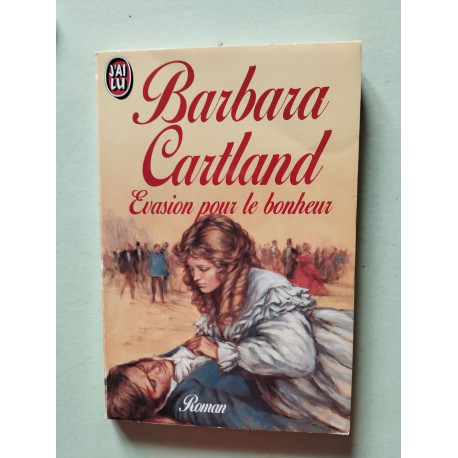 J'AI
LU
Barbara
Cartland
Evasion pour le bonheur
Roman